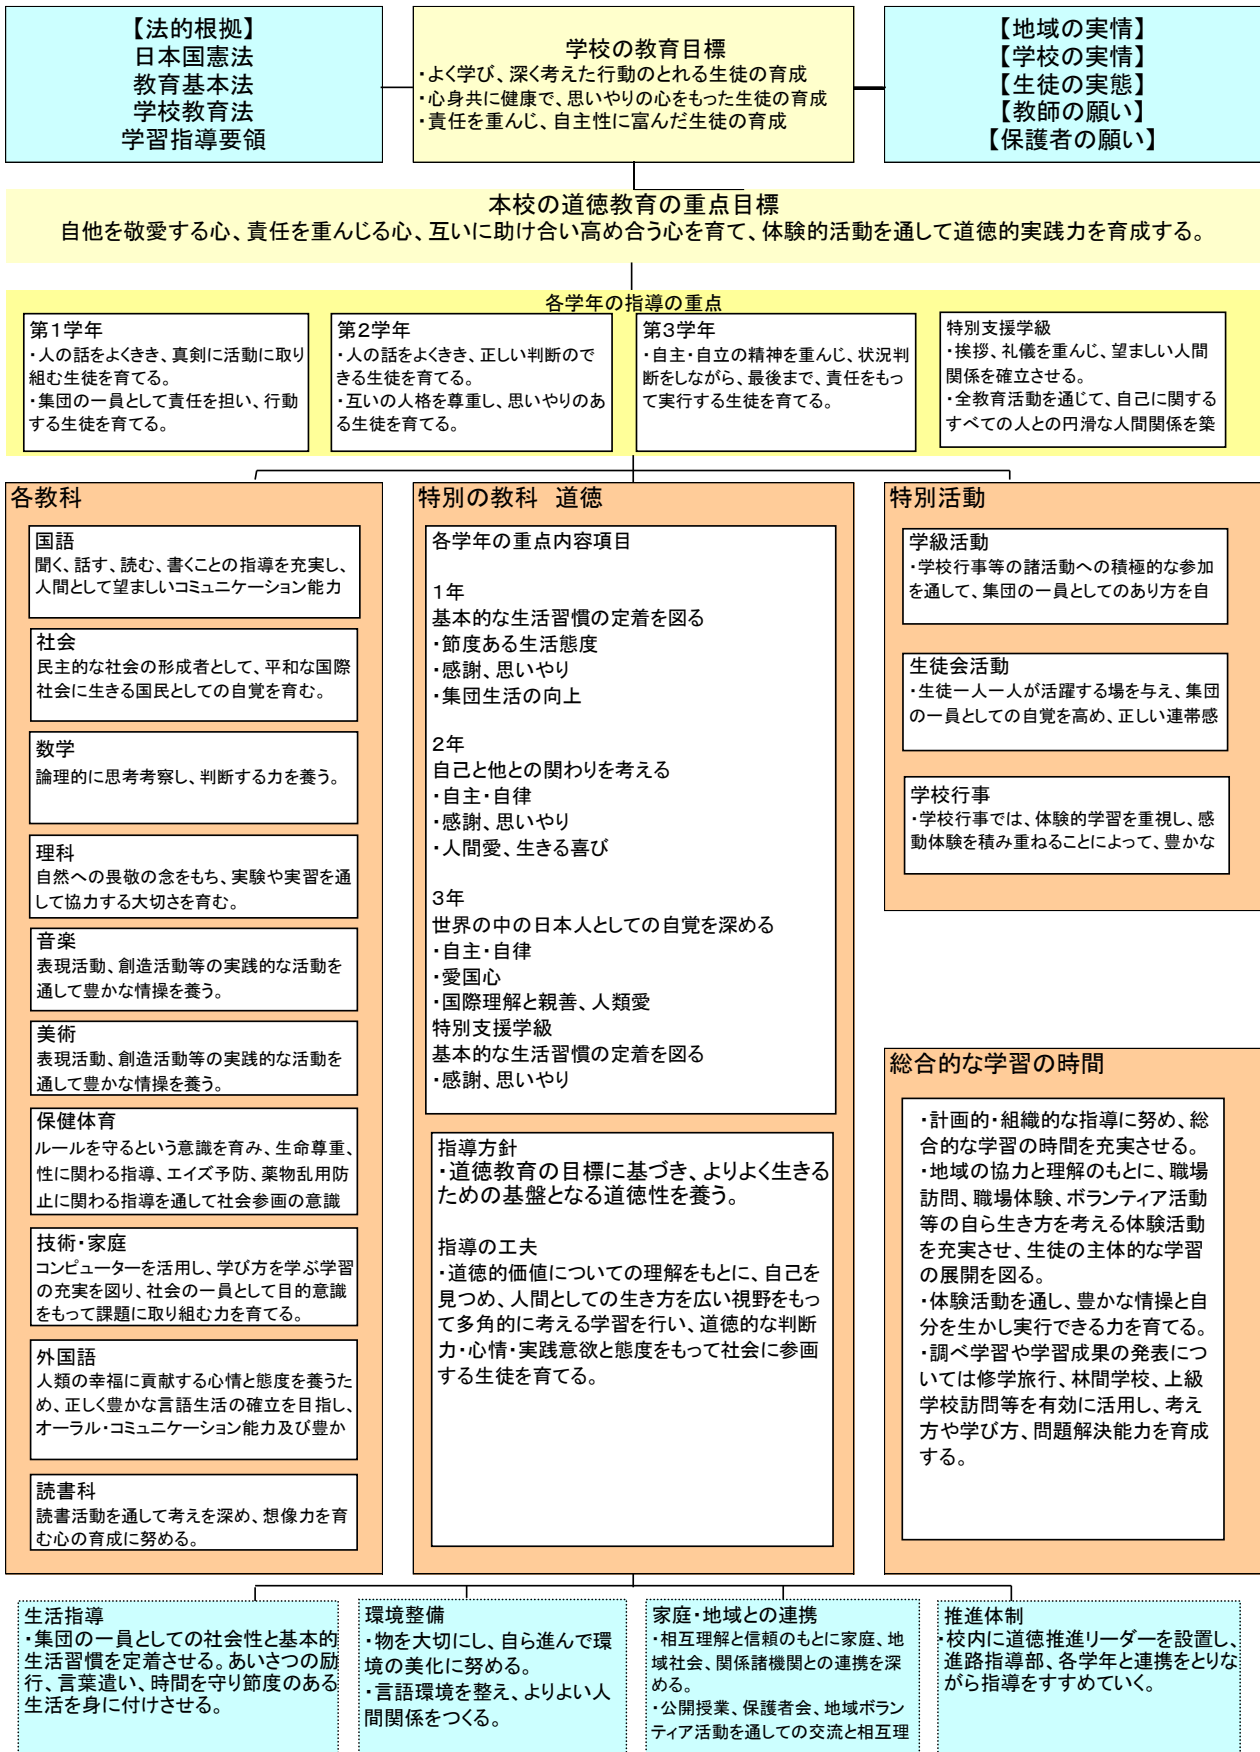 【法的根拠】
日本国憲法
教育基本法
学校教育法
学習指導要領
学校の教育目標
・よく学び、深く考えた行動のとれる生徒の育成
・心身共に健康で、思いやりの心をもった生徒の育成
・責任を重んじ、自主性に富んだ生徒の育成
【地域の実情】
【学校の実情】
【生徒の実態】
【教師の願い】
【保護者の願い】
本校の道徳教育の重点目標
自他を敬愛する心、責任を重んじる心、互いに助け合い高め合う心を育て、体験的活動を通して道徳的実践力を育成する。
各学年の指導の重点
第1学年
・人の話をよくきき、真剣に活動に取り
組む生徒を育てる。
・集団の一員として責任を担い、行動
する生徒を育てる。
第2学年
・人の話をよくきき、正しい判断ので
きる生徒を育てる。
・互いの人格を尊重し、思いやりのあ
る生徒を育てる。
第3学年
・自主・自立の精神を重んじ、状況判
断をしながら、最後まで、責任をもっ
て実行する生徒を育てる。
特別支援学級
・挨拶、礼儀を重んじ、望ましい人間
関係を確立させる。
・全教育活動を通じて、自己に関する
すべての人との円滑な人間関係を築
各教科
国語
聞く、話す、読む、書くことの指導を充実し、
人間として望ましいコミュニケーション能力
社会
民主的な社会の形成者として、平和な国際
社会に生きる国民としての自覚を育む。
数学
論理的に思考考察し、判断する力を養う。
理科
自然への畏敬の念をもち、実験や実習を通
して協力する大切さを育む。
音楽
表現活動、創造活動等の実践的な活動を
通して豊かな情操を養う。
美術
表現活動、創造活動等の実践的な活動を
通して豊かな情操を養う。
保健体育
ルールを守るという意識を育み、生命尊重、
性に関わる指導、エイズ予防、薬物乱用防
止に関わる指導を通して社会参画の意識
技術・家庭
コンピューターを活用し、学び方を学ぶ学習
の充実を図り、社会の一員として目的意識
をもって課題に取り組む力を育てる。
外国語
人類の幸福に貢献する心情と態度を養うた
め、正しく豊かな言語生活の確立を目指し、
オーラル・コミュニケーション能力及び豊か
読書科
読書活動を通して考えを深め、想像力を育
む心の育成に努める。
特別の教科 道徳
各学年の重点内容項目
1年
基本的な生活習慣の定着を図る
・節度ある生活態度
・感謝、思いやり
・集団生活の向上
2年
自己と他との関わりを考える
・自主・自律
・感謝、思いやり
・人間愛、生きる喜び
3年
世界の中の日本人としての自覚を深める
・自主・自律
・愛国心
・国際理解と親善、人類愛
特別支援学級
基本的な生活習慣の定着を図る
・感謝、思いやり
指導方針
・道徳教育の目標に基づき、よりよく生きる
ための基盤となる道徳性を養う。
指導の工夫
・道徳的価値についての理解をもとに、自己を
見つめ、人間としての生き方を広い視野をもっ
て多角的に考える学習を行い、道徳的な判断
力・心情・実践意欲と態度をもって社会に参画
する生徒を育てる。
特別活動
学級活動
・学校行事等の諸活動への積極的な参加
を通して、集団の一員としてのあり方を自
生徒会活動
・生徒一人一人が活躍する場を与え、集団
の一員としての自覚を高め、正しい連帯感
学校行事
・学校行事では、体験的学習を重視し、感
動体験を積み重ねることによって、豊かな
総合的な学習の時間
・計画的・組織的な指導に努め、総
合的な学習の時間を充実させる。
・地域の協力と理解のもとに、職場
訪問、職場体験、ボランティア活動
等の自ら生き方を考える体験活動
を充実させ、生徒の主体的な学習
の展開を図る。
・体験活動を通し、豊かな情操と自
分を生かし実行できる力を育てる。
・調べ学習や学習成果の発表につ
いては修学旅行、林間学校、上級
学校訪問等を有効に活用し、考え
方や学び方、問題解決能力を育成
する。
生活指導
・集団の一員としての社会性と基本的
生活習慣を定着させる。あいさつの励
行、言葉遣い、時間を守り節度のある
生活を身に付けさせる。
環境整備
・物を大切にし、自ら進んで環
境の美化に努める。
・言語環境を整え、よりよい人
間関係をつくる。
家庭・地域との連携
・相互理解と信頼のもとに家庭、地
域社会、関係諸機関との連携を深
める。
・公開授業、保護者会、地域ボラン
ティア活動を通しての交流と相互理
推進体制
・校内に道徳推進リーダーを設置し、
進路指導部、各学年と連携をとりな
がら指導をすすめていく。